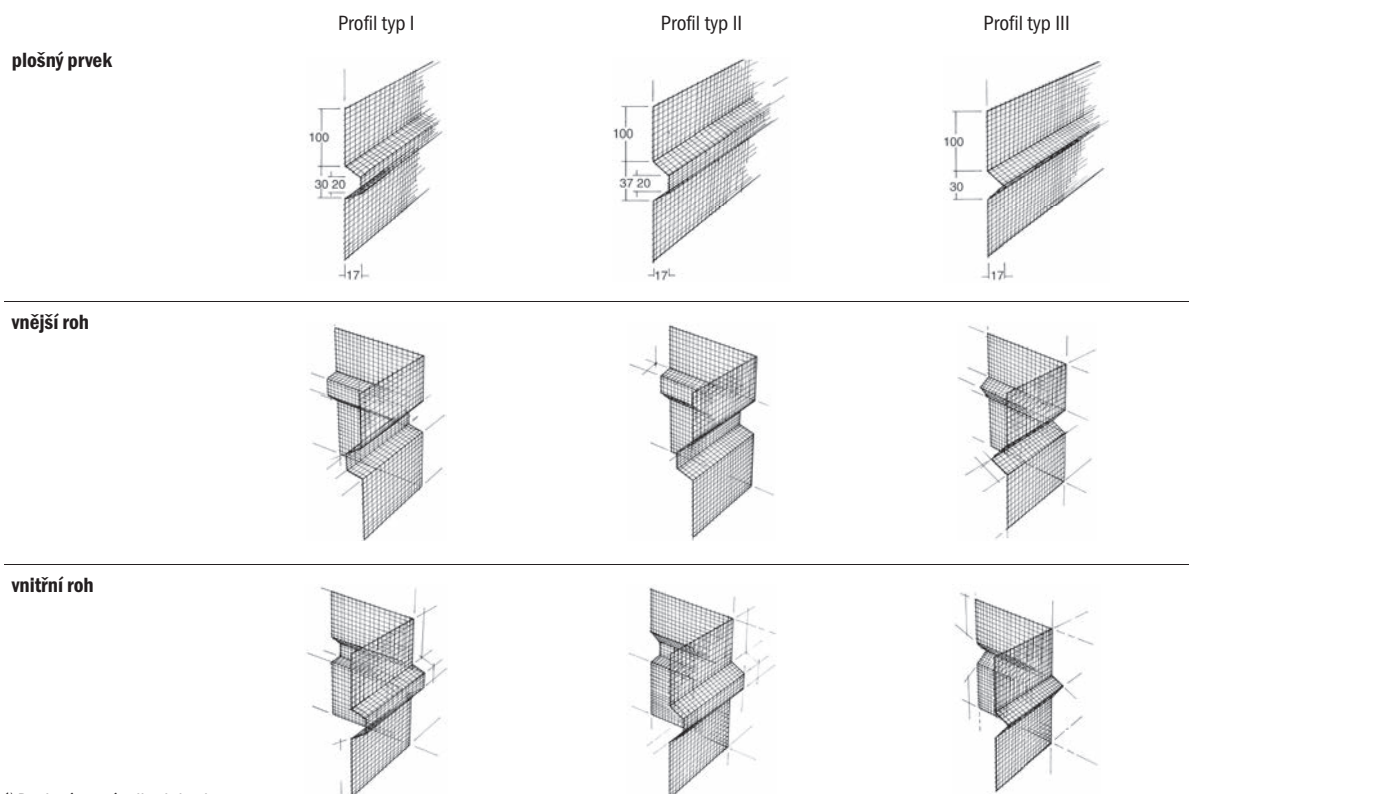 Profil typ I Profil typ II Profil typ III
plošný prvek
100 100 100
30 20 37 20 30
17 17 17
vnější roh
vnitřní roh